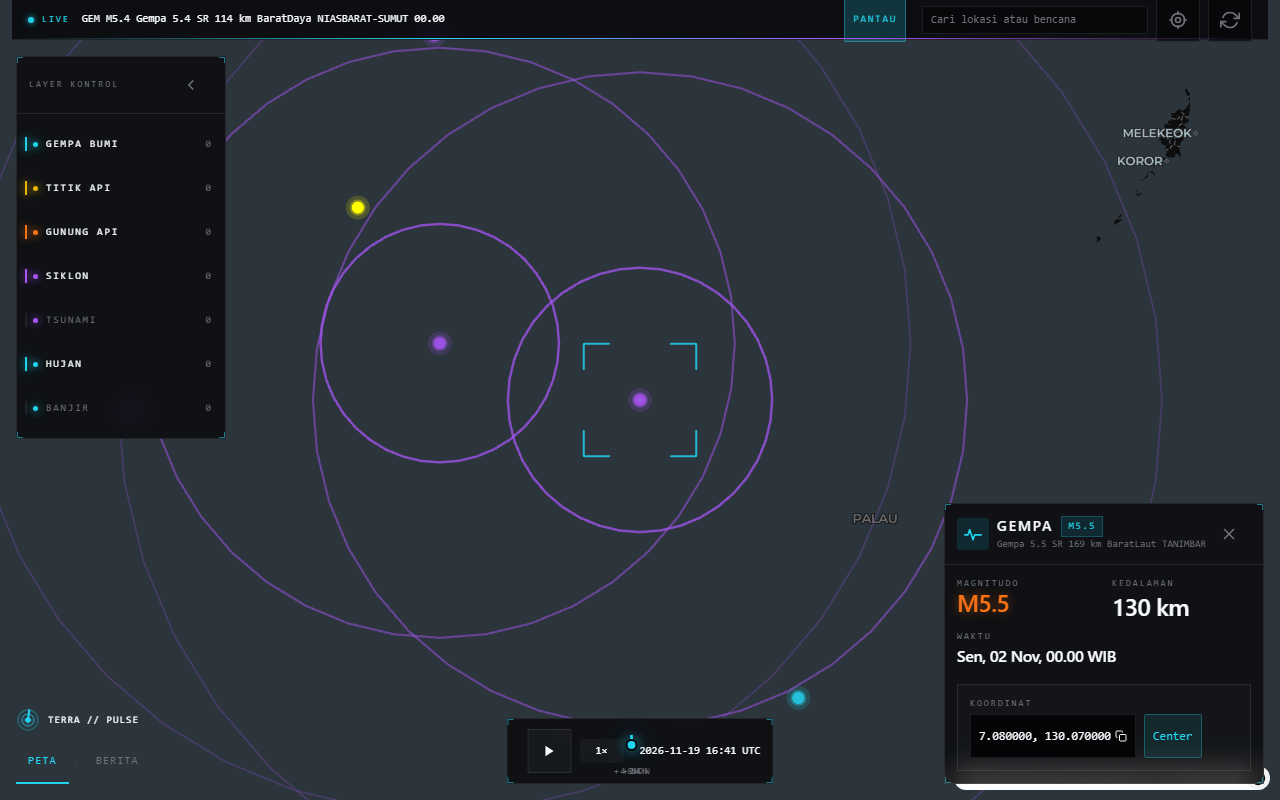 LIVE GEM M5.4 Gempa 5.4 SR 114 km BaratDaya NIASBARAT-SUMUT 00.00
PANTAU
Cari lokasi atau bencana
LAYER KONTROL
GEMPA BUMI 0
TITIK API 0
GUNUNG API 0
SIKLON 0
TSUNAMI 0
HUJAN 0
BANJIR 0
MELEKEOK
KOROR
PALAU
GEMPA M5.5
Gempa 5.5 SR 169 km BaratLaut TANIMBAR
MAGNITUDO KEDALAMAN
M5.5 130 km
WAKTU
Sen, 02 Nov, 00.00 WIB
KOORDINAT
7.080000, 130.070000 Center
TERRA // PULSE
PETA BERITA
1× 2026-11-19 16:41 UTC